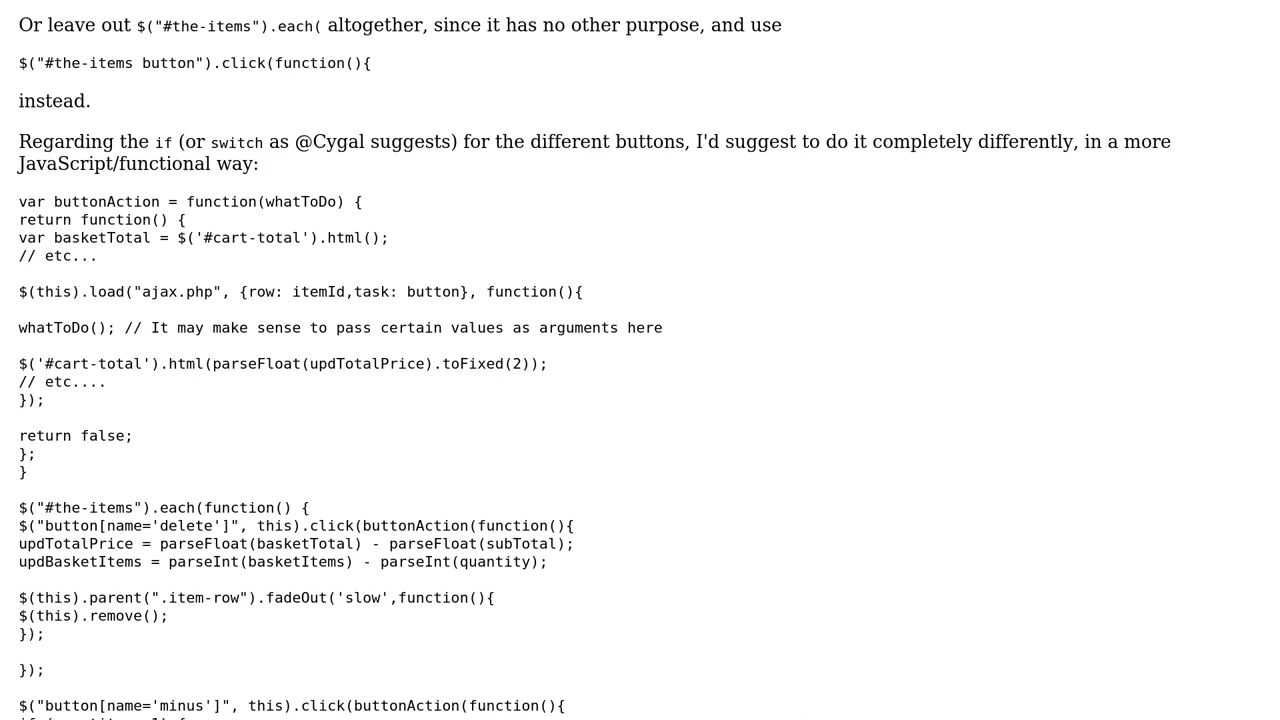 Or leave out $("#the-items").each( altogether, since it has no other purpose, and use
$("#the-items button").click(function(){
instead.
Regarding the if (or switch as @Cygal suggests) for the different buttons, I'd suggest to do it completely differently, in a more
JavaScript/functional way:
var buttonAction = function(whatToDo) {
return function() {
var basketTotal = $('#cart-total').html();
// etc...
$(this).load("ajax.php", {row: itemId,task: button}, function(){
whatToDo(); // It may make sense to pass certain values as arguments here
$('#cart-total').html(parseFloat(updTotalPrice).toFixed(2));
// etc....
});
return false;
};
}
$("#the-items").each(function() {
$("button[name='delete']", this).click(buttonAction(function(){
updTotalPrice = parseFloat(basketTotal) - parseFloat(subTotal);
updBasketItems = parseInt(basketItems) - parseInt(quantity);
$(this).parent(".item-row").fadeOut('slow',function(){
$(this).remove();
});
});
$("button[name='minus']", this).click(buttonAction(function(){